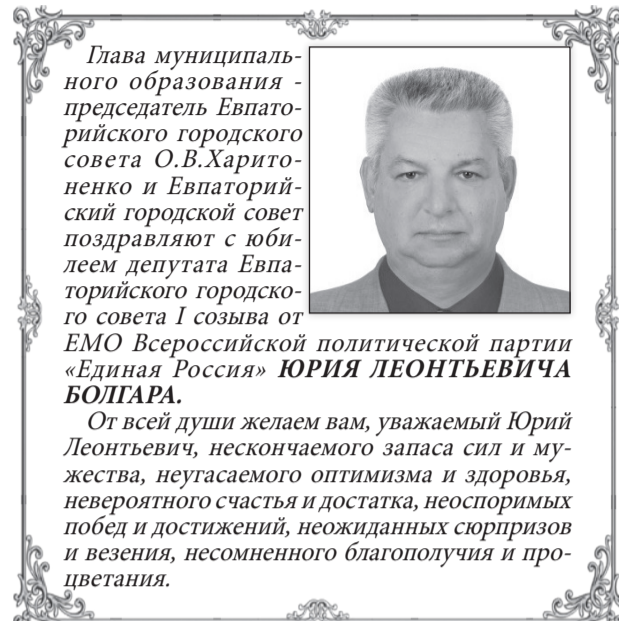 Глава муниципаль-
ного образования -
председатель Евпато-
рийского городского
совета О.В.Харито-
ненко и Евпаторий-
ский городской совет
поздравляют с юби-
леем депутата Евпа-
торийского городско-
го совета I созыва от
ЕМО Всероссийской политической партии
«Единая Россия» ЮРИЯ ЛЕОНТЬЕВИЧА
БОЛГАРА.
От всей души желаем вам, уважаемый Юрий
Леонтьевич, нескончаемого запаса сил и му-
жества, неугасаемого оптимизма и здоровья,
невероятного счастья и достатка, неоспоримых
побед и достижений, неожиданных сюрпризов
и везения, несомненного благополучия и про-
цветания.